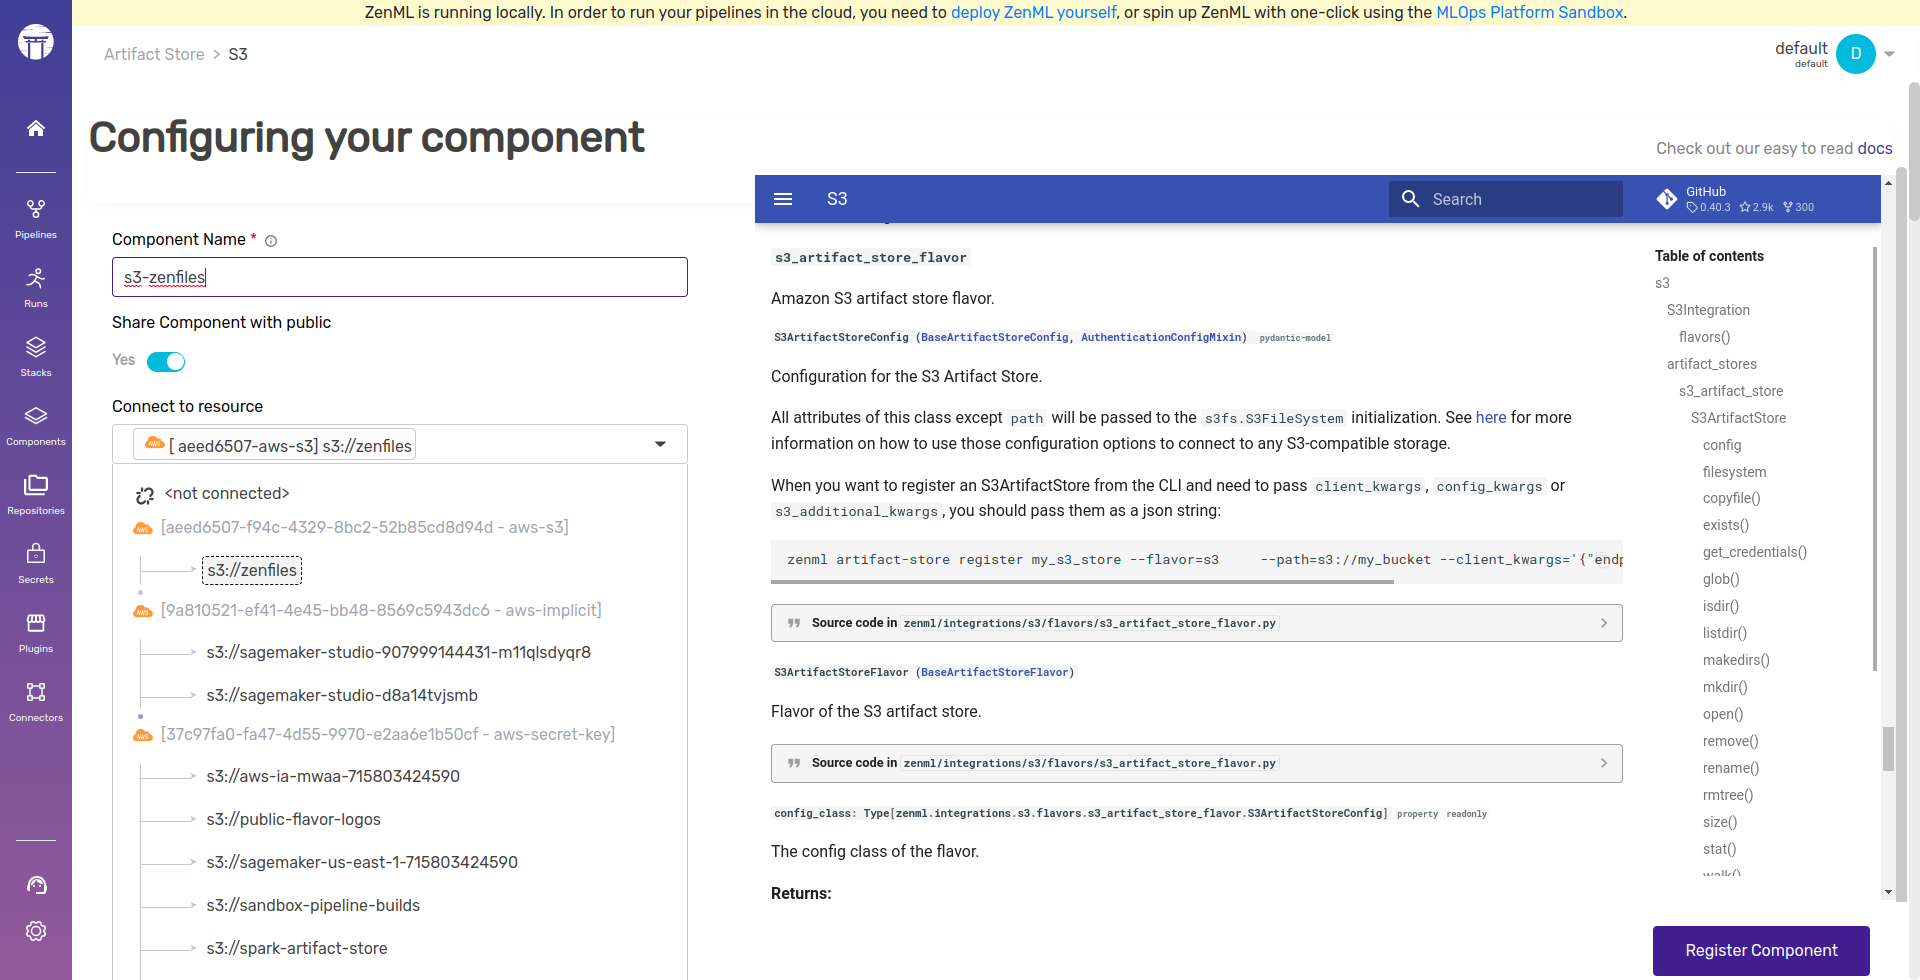 ZenML is running locally. In order to run your pipelines in the cloud, you need to deploy ZenML yourself, or spin up ZenML with one-click using the MLOps Platform Sandbox.
Artifact Store > S3
default
default
D
Configuring your component
Check out our easy to read docs
Pipelines
Runs
Stacks
Components
Repositories
Secrets
Plugins
Connectors
Component Name *
s3-zenfiles
Share Component with public
Yes
Connect to resource
aws [ aeed6507-aws-s3] s3://zenfiles
<not connected>
aws [aeed6507-f94c-4329-8bc2-52b85cd8d94d - aws-s3]
s3://zenfiles
aws [9a810521-ef41-4e45-bb48-8569c5943dc6 - aws-implicit]
s3://sagemaker-studio-907999144431-m11qlsdyqr8
s3://sagemaker-studio-d8a14tvjsmb
aws [37c97fa0-fa47-4d55-9970-e2aa6e1b50cf - aws-secret-key]
s3://aws-ia-mwaa-715803424590
s3://public-flavor-logos
s3://sagemaker-us-east-1-715803424590
s3://sandbox-pipeline-builds
s3://spark-artifact-store
S3
Search
GitHub
0.40.3 2.9k 300
s3_artifact_store_flavor
Amazon S3 artifact store flavor.
S3ArtifactStoreConfig (BaseArtifactStoreConfig, AuthenticationConfigMixin) pydantic-model
Configuration for the S3 Artifact Store.
All attributes of this class except path will be passed to the s3fs.S3FileSystem initialization. See here for more
information on how to use those configuration options to connect to any S3-compatible storage.
When you want to register an S3ArtifactStore from the CLI and need to pass client_kwargs, config_kwargs or
s3_additional_kwargs, you should pass them as a json string:
zenml artifact-store register my_s3_store --flavor=s3 --path=s3://my_bucket --client_kwargs='{"endp
Source code in zenml/integrations/s3/flavors/s3_artifact_store_flavor.py
S3ArtifactStoreFlavor (BaseArtifactStoreFlavor)
Flavor of the S3 artifact store.
Source code in zenml/integrations/s3/flavors/s3_artifact_store_flavor.py
config_class: Type[zenml.integrations.s3.flavors.s3_artifact_store_flavor.S3ArtifactStoreConfig] property readonly
The config class of the flavor.
Returns:
Table of contents
s3
S3Integration
flavors()
artifact_stores
s3_artifact_store
S3ArtifactStore
config
filesystem
copyfile()
exists()
get_credentials()
glob()
isdir()
listdir()
makedirs()
mkdir()
open()
remove()
rename()
rmtree()
size()
stat()
walk()
Register Component